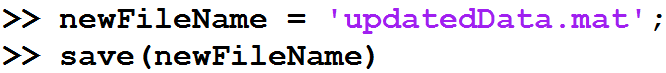 >> newFileName = 'updatedData.mat';
>> save(newFileName)